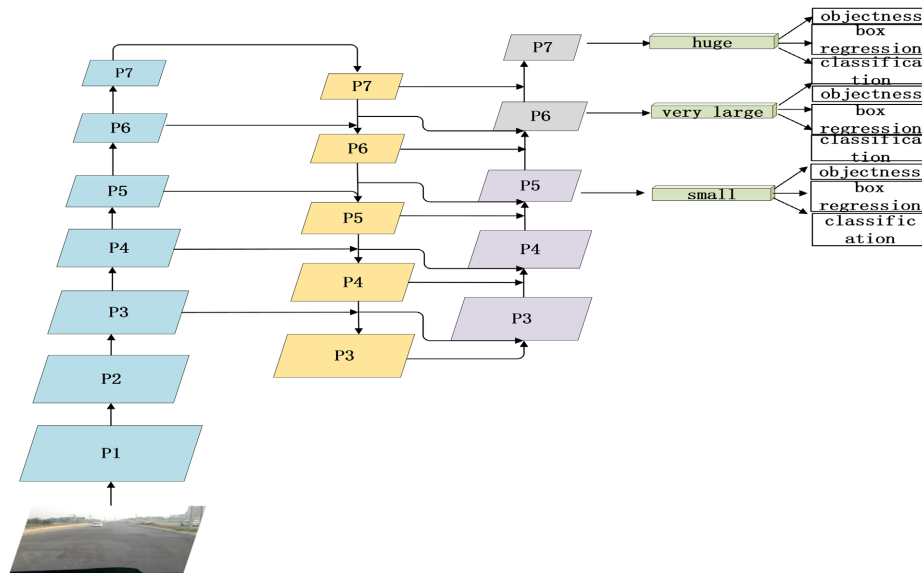 P7
P6
P5
P4
P3
P2
P1
P7
P6
P5
P4
P3
P7
P6
P5
P4
P3
huge
very large
small
objectness
box
regression
classifica
tion
objectness
box
regression
classifica
tion
objectness
box
regression
classific
ation